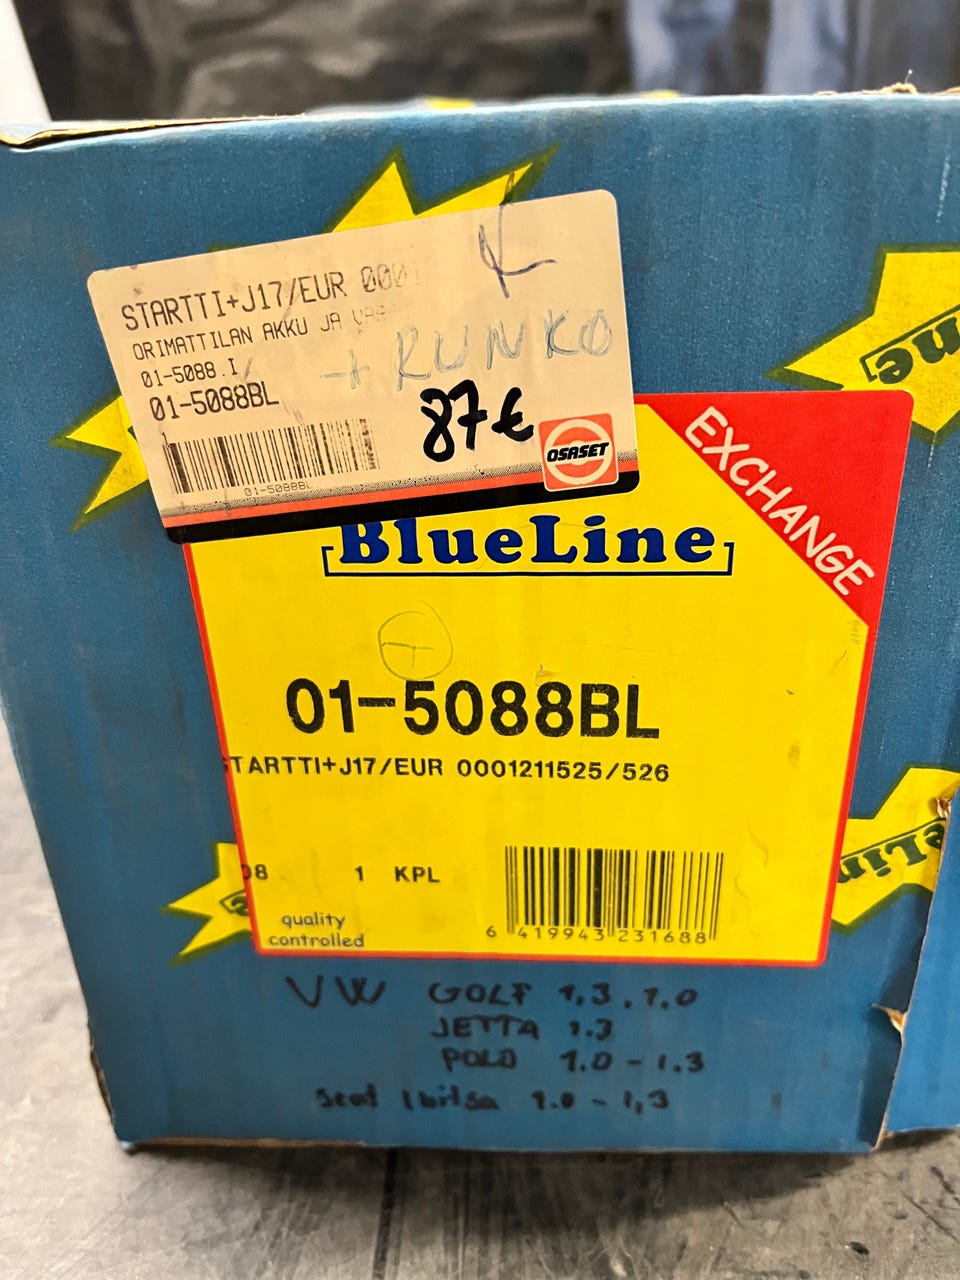 STARTTI+J17/EUR 000
ORIMATTILAN AKKU JA
01-5088.I
+ RUNKO
01-5088BL
87€
01-5088BL
OSASET
EXCHANGE
BlueLine
01-5088BL
TARTTI+J17/EUR 0001211525/526
08 1 KPL
quality
controlled
6 419943 231688
VW GOLF 1.3, 1.0
JETTA 1.3
POLO 1.0 - 1.3
Seat Ibitsa 1.0 - 1,3